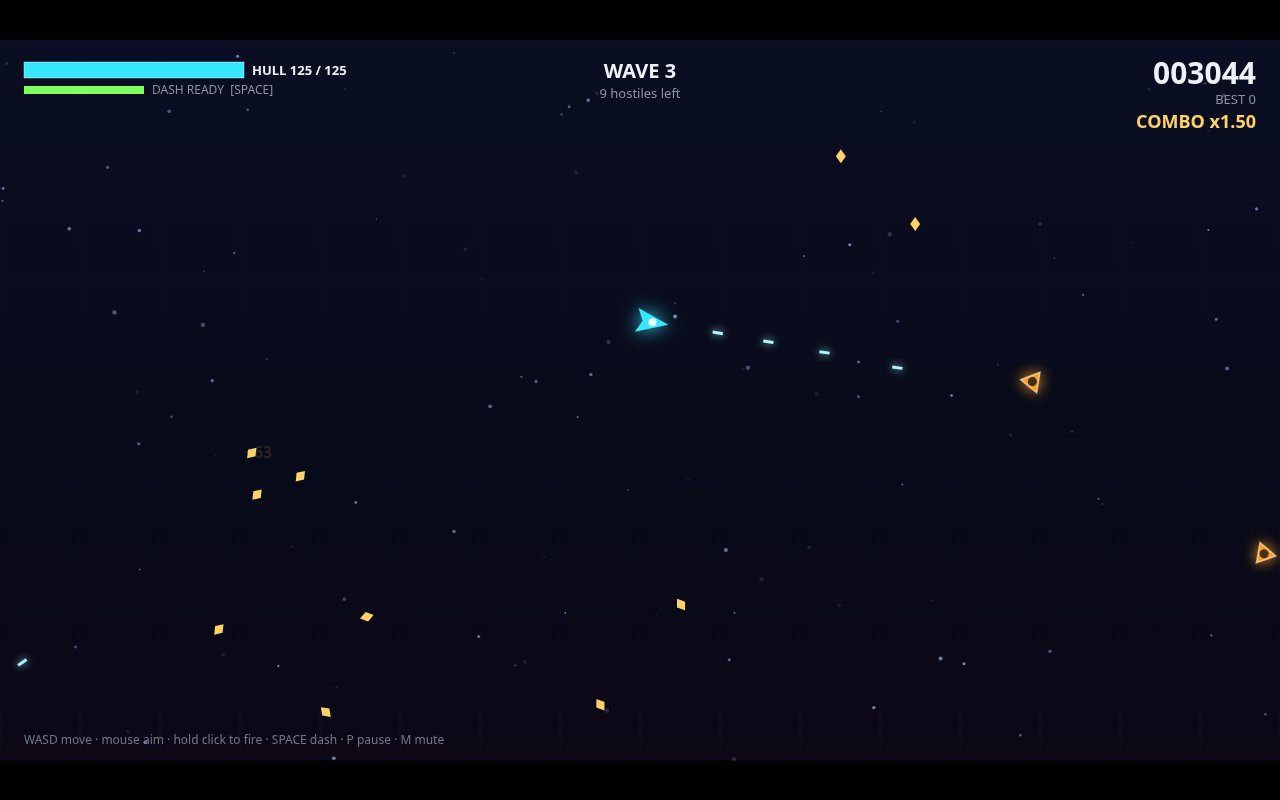 HULL 125 / 125
DASH READY [SPACE]
WAVE 3
9 hostiles left
003044
BEST 0
COMBO x1.50
WASD move · mouse aim · hold click to fire · SPACE dash · P pause · M mute